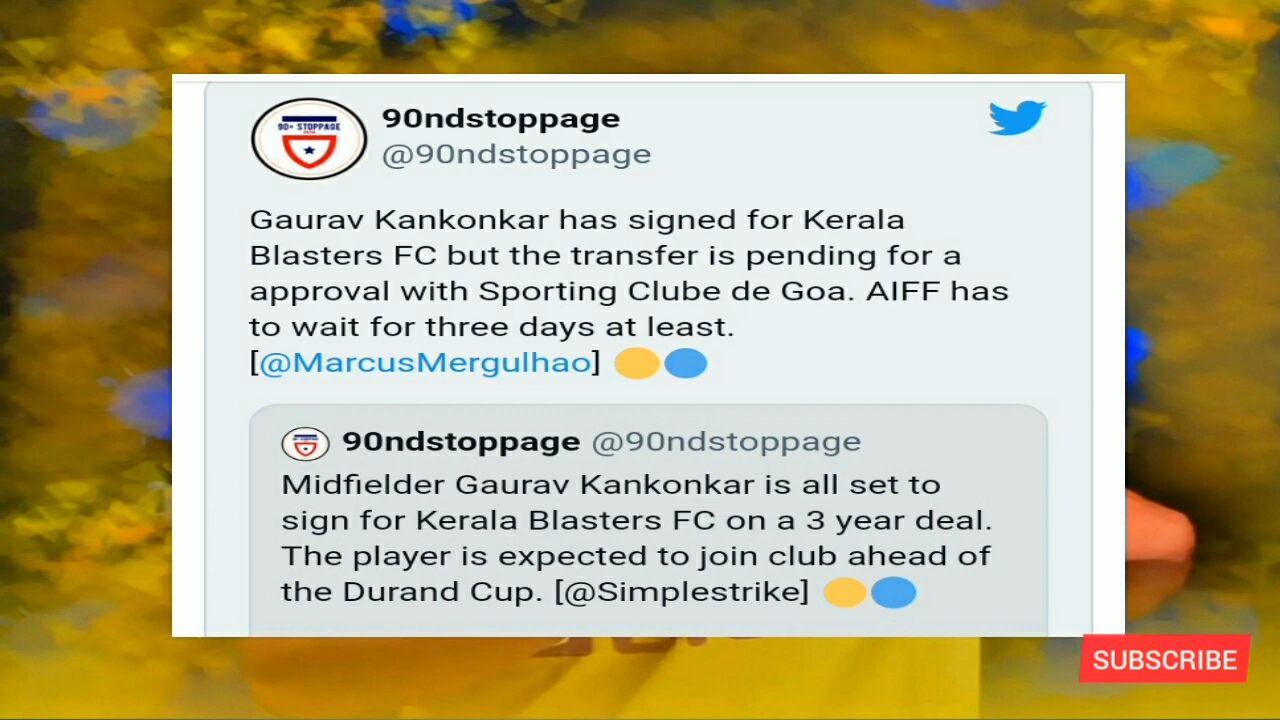 90+ STOPPAGE
90ndstoppage
@90ndstoppage
Gaurav Kankonkar has signed for Kerala
Blasters FC but the transfer is pending for a
approval with Sporting Clube de Goa. AIFF has
to wait for three days at least.
[@MarcusMergulhao]
90ndstoppage @90ndstoppage
Midfielder Gaurav Kankonkar is all set to
sign for Kerala Blasters FC on a 3 year deal.
The player is expected to join club ahead of
the Durand Cup. [@Simplestrike]
SUBSCRIBE